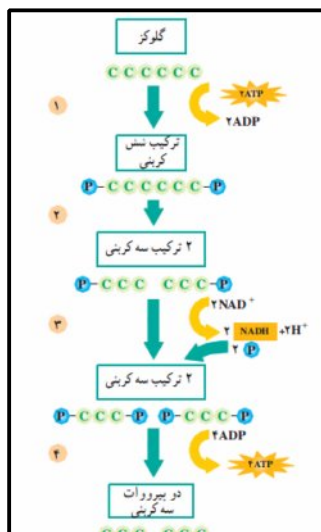 گلوکز
C C C C C C
۱
۲ATP
۲ADP
ترکیب شش
کربنی
P-C C C C C C-P
۲
۲ ترکیب سه کربنی
P-C C C C C C-P
۲NAD⁺
۳
۲ NADH +۲H⁺
۲ P
۲ ترکیب سه کربنی
P-C C C-P P-C C C-P
۴
۴ADP
۴ATP
دو پیرووات
سه کربنی
C C C C C C